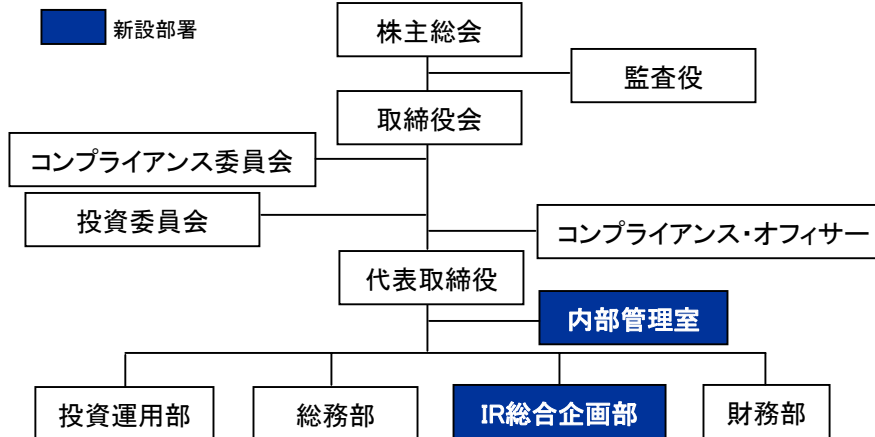 新設部署
株主総会
監査役
取締役会
コンプライアンス委員会
投資委員会
コンプライアンス・オフィサー
代表取締役
内部管理室
投資運用部
総務部
IR総合企画部
財務部